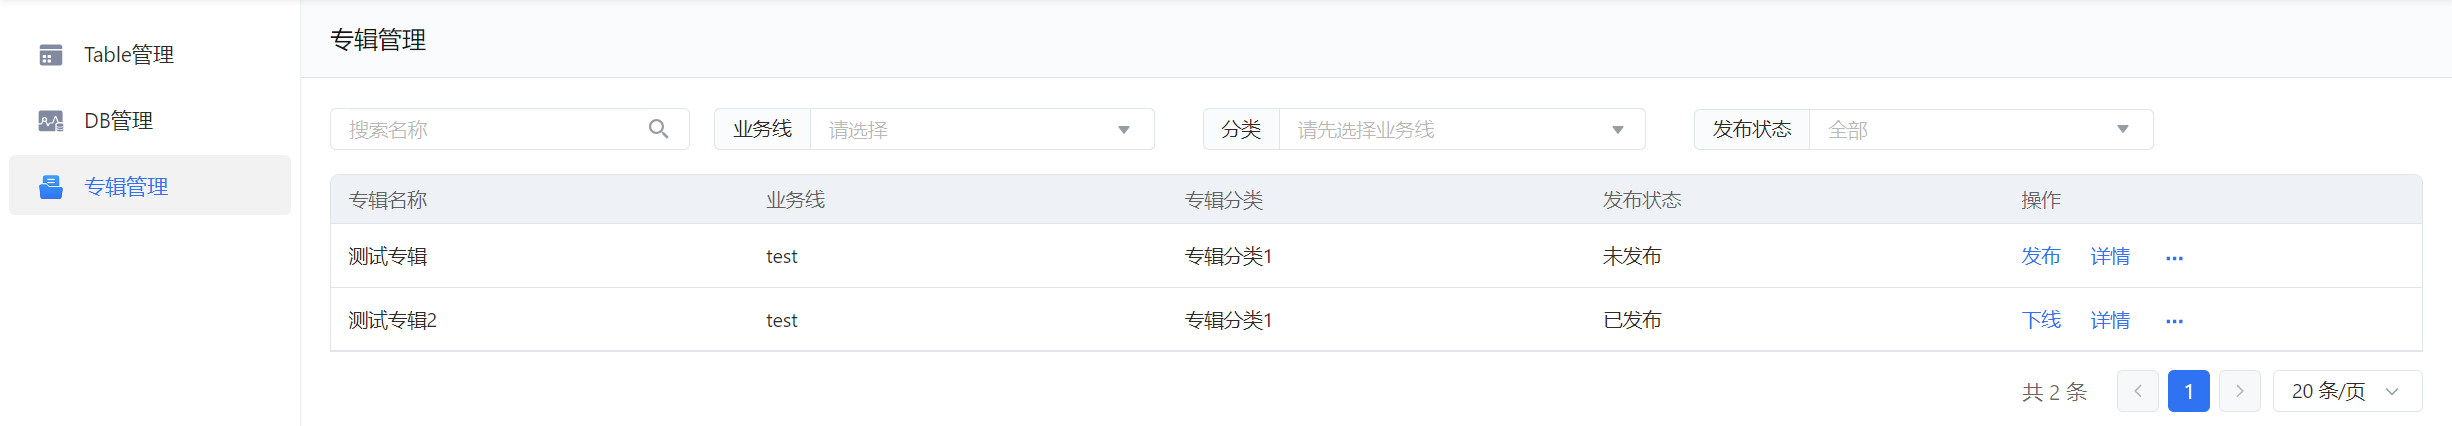 Table管理
DB管理
专辑管理
专辑管理
搜索名称
业务线 请选择
分类 请先选择业务线
发布状态 全部
专辑名称 业务线 专辑分类 发布状态 操作
测试专辑 test 专辑分类1 未发布 发布 详情 ...
测试专辑2 test 专辑分类1 已发布 下线 详情 ...
共 2 条 1 20 条/页